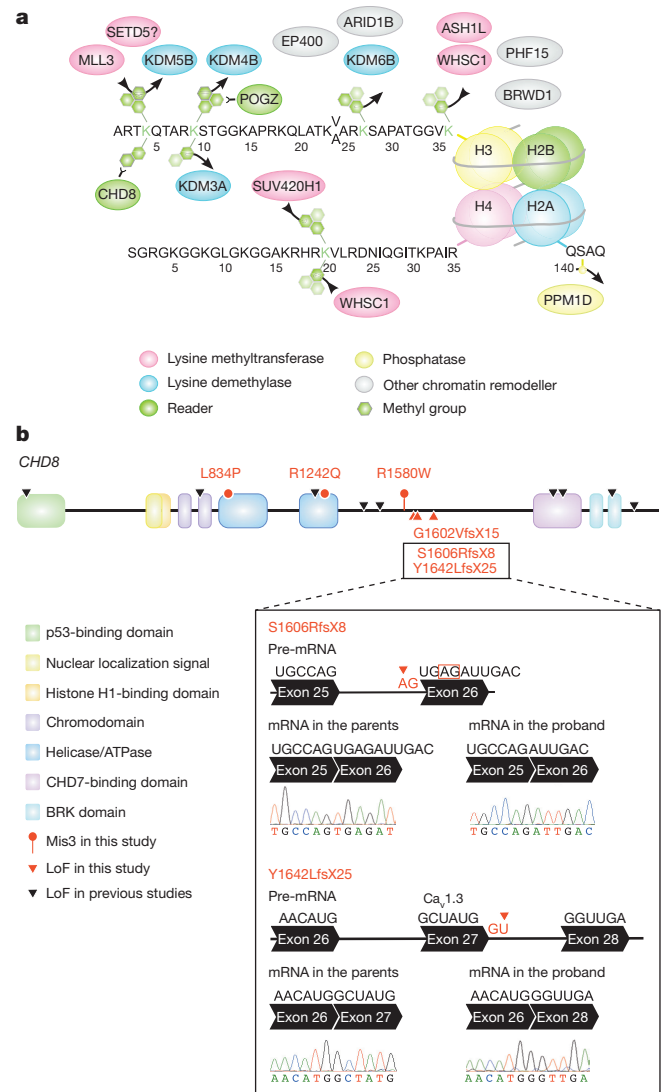 a
SETD5?
MLL3
KDM5B
KDM4B
POGZ
EP400
ARID1B
KDM6B
ASH1L
WHSC1
PHF15
BRWD1
ARTKQTARKSTGGKAPRKQLATK V/A ARKSAPATGGVK
5 10 15 20 25 30 35
CHD8
KDM3A
SUV420H1
H3 H2B
H4 H2A
SGRGKGGKGLGKGGAKRHRKVLRDNIQGITKPAIR
5 10 15 20 25 30 35
WHSC1
QSAQ
140
PPM1D
Lysine methyltransferase
Lysine demethylase
Reader
Phosphatase
Other chromatin remodeller
Methyl group
b
CHD8
L834P R1242Q R1580W
G1602VfsX15
S1606RfsX8
Y1642LfsX25
p53-binding domain
Nuclear localization signal
Histone H1-binding domain
Chromodomain
Helicase/ATPase
CHD7-binding domain
BRK domain
Mis3 in this study
LoF in this study
LoF in previous studies
S1606RfsX8
Pre-mRNA
UGCCAG UGAGAUUGAC
AG
Exon 25 Exon 26
mRNA in the parents
UGCCAGUGAGAUUGAC
Exon 25 Exon 26
TGCCAGTGAGAT
mRNA in the proband
UGCCAGAUUGAC
Exon 25 Exon 26
TGCCAGATTGAC
Y1642LfsX25
Pre-mRNA
Cav1.3
AACAUG GCUAUG GGUUGA
GU
Exon 26 Exon 27 Exon 28
mRNA in the parents
AACAUGGCUAUG
Exon 26 Exon 27
AACATGGCTATG
mRNA in the proband
AACAUGGGUUGA
Exon 26 Exon 28
AACATGGGTTGA